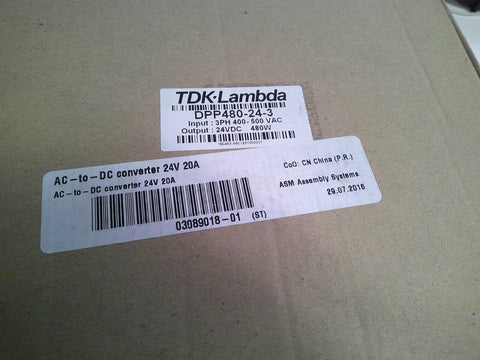 TDK·Lambda
DPP480-24-3
Input : 3PH 400- 500 VAC
Output : 24VDC 480W
AC-to-DC converter 24V 20A
AC-to-DC converter 24V 20A
03089018-01 (ST)
CoO: CN China (P.R.)
ASM Assembly Systems
29.07.2016